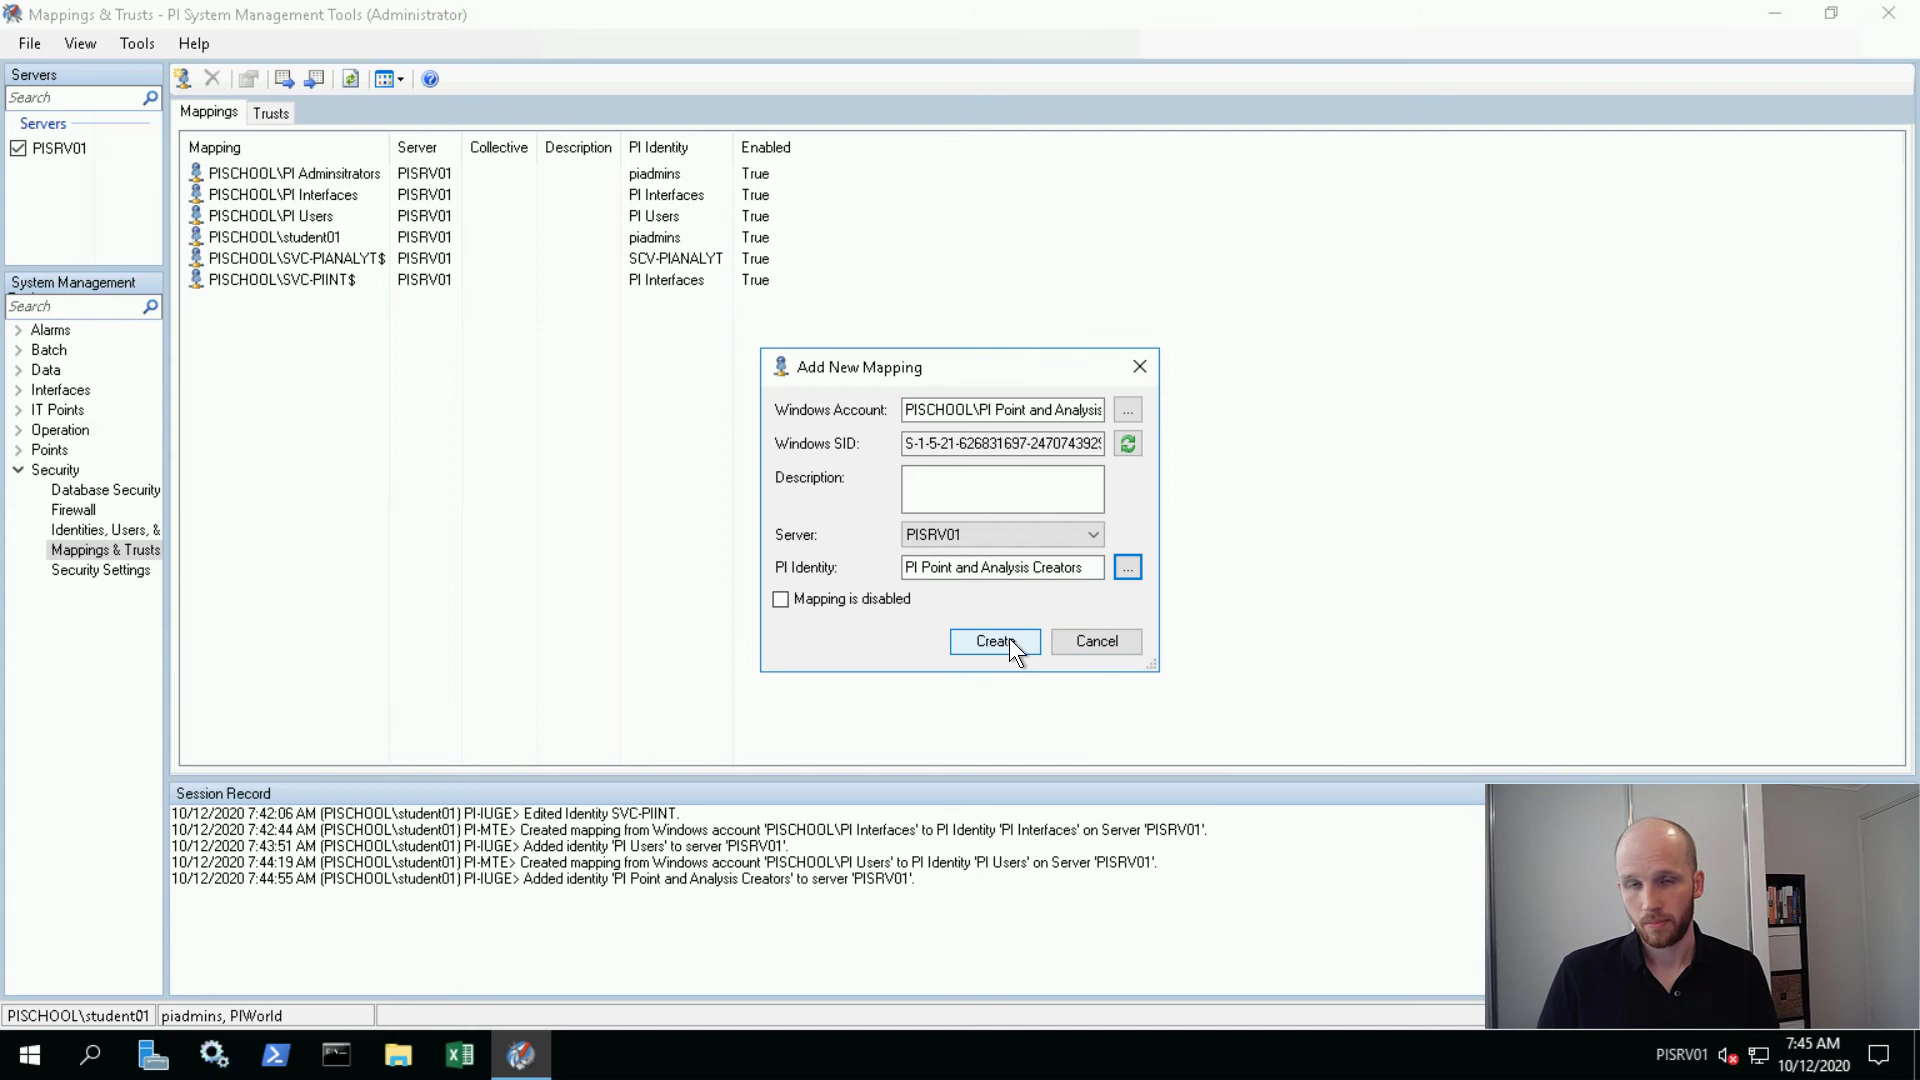 Mappings & Trusts - PI System Management Tools (Administrator)
File View Tools Help
Servers
Search
Servers
PISRV01
System Management
Search
Alarms
Batch
Data
Interfaces
IT Points
Operation
Points
Security
Database Security
Firewall
Identities, Users, &
Mappings & Trusts
Security Settings
Mappings Trusts
Mapping Server Collective Description PI Identity Enabled
PISCHOOL\PI Adminsitrators PISRV01 piadmins True
PISCHOOL\PI Interfaces PISRV01 PI Interfaces True
PISCHOOL\PI Users PISRV01 PI Users True
PISCHOOL\student01 PISRV01 piadmins True
PISCHOOL\SVC-PIANALYT$ PISRV01 SCV-PIANALYT True
PISCHOOL\SVC-PIINT$ PISRV01 PI Interfaces True
Add New Mapping
Windows Account: PISCHOOL\PI Point and Analysis ...
Windows SID: S-1-5-21-626831697-2470743929
Description:
Server: PISRV01
PI Identity: PI Point and Analysis Creators ...
Mapping is disabled
Create Cancel
Session Record
10/12/2020 7:42:06 AM (PISCHOOL\student01) PI-IUGE> Edited Identity SVC-PIINT.
10/12/2020 7:42:44 AM (PISCHOOL\student01) PI-MTE> Created mapping from Windows account 'PISCHOOL\PI Interfaces' to PI Identity 'PI Interfaces' on Server 'PISRV01'.
10/12/2020 7:43:51 AM (PISCHOOL\student01) PI-IUGE> Added identity 'PI Users' to server 'PISRV01'.
10/12/2020 7:44:19 AM (PISCHOOL\student01) PI-MTE> Created mapping from Windows account 'PISCHOOL\PI Users' to PI Identity 'PI Users' on Server 'PISRV01'.
10/12/2020 7:44:55 AM (PISCHOOL\student01) PI-IUGE> Added identity 'PI Point and Analysis Creators' to server 'PISRV01'.
PISCHOOL\student01 piadmins, PIWorld
PISRV01
7:45 AM
10/12/2020